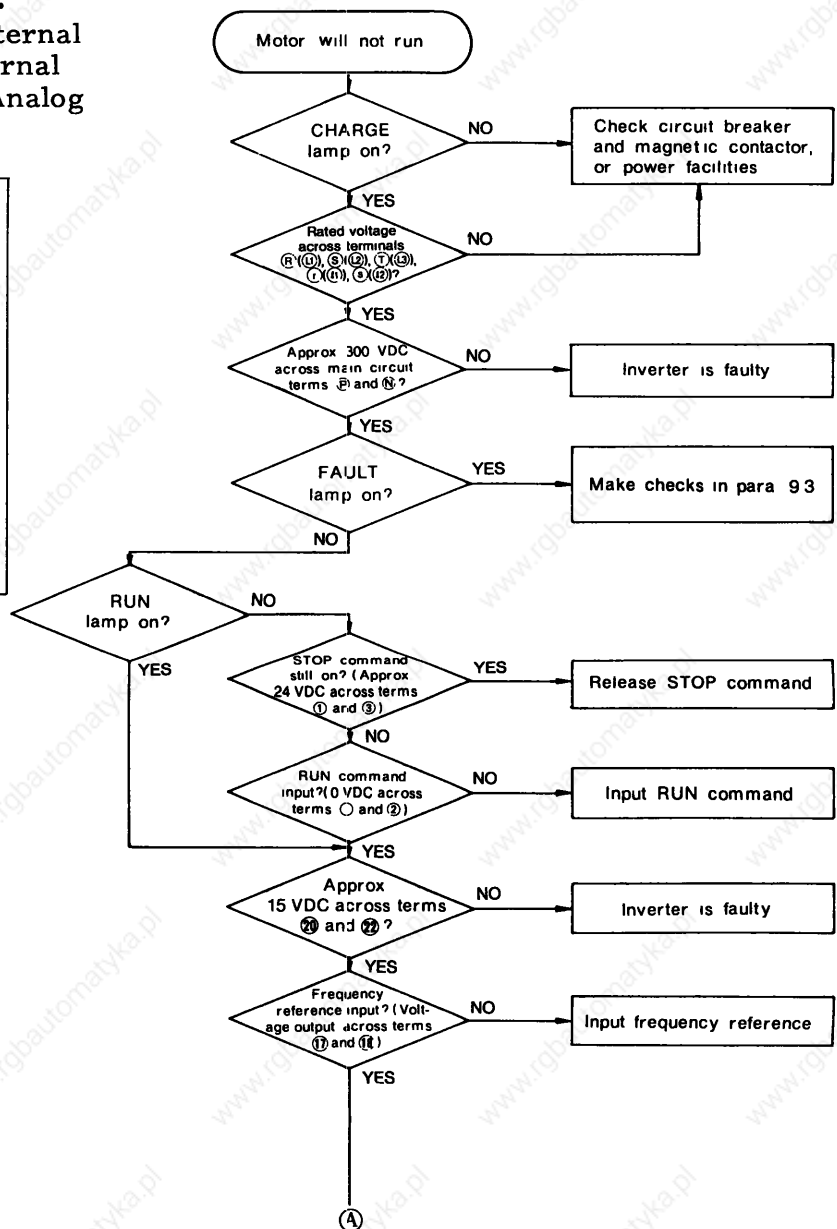 ternal
rnal
Analog
Motor will not run
CHARGE
lamp on?
NO
Check circuit breaker
and magnetic contactor,
or power facilities
YES
Rated voltage
across terminals
Ⓡ(L1), Ⓢ(L2), Ⓣ(L3),
ⓡ(ℓ1), ⓢ(ℓ2)?
NO
YES
Approx 300 VDC
across main circuit
terms Ⓟ and Ⓝ ?
NO
Inverter is faulty
YES
FAULT
lamp on?
YES
Make checks in para 93
NO
RUN
lamp on?
NO
YES
STOP command
still on? (Approx
24 VDC across terms
① and ③)
YES
Release STOP command
NO
RUN command
input?(0 VDC across
terms ○ and ②)
NO
Input RUN command
YES
Approx
15 VDC across terms
⑳ and ㉒ ?
NO
Inverter is faulty
YES
Frequency
reference input? (Volt-
age output across terms
⑰ and ⑱)
NO
Input frequency reference
YES
Ⓐ
www.rgbautomatyka.pl